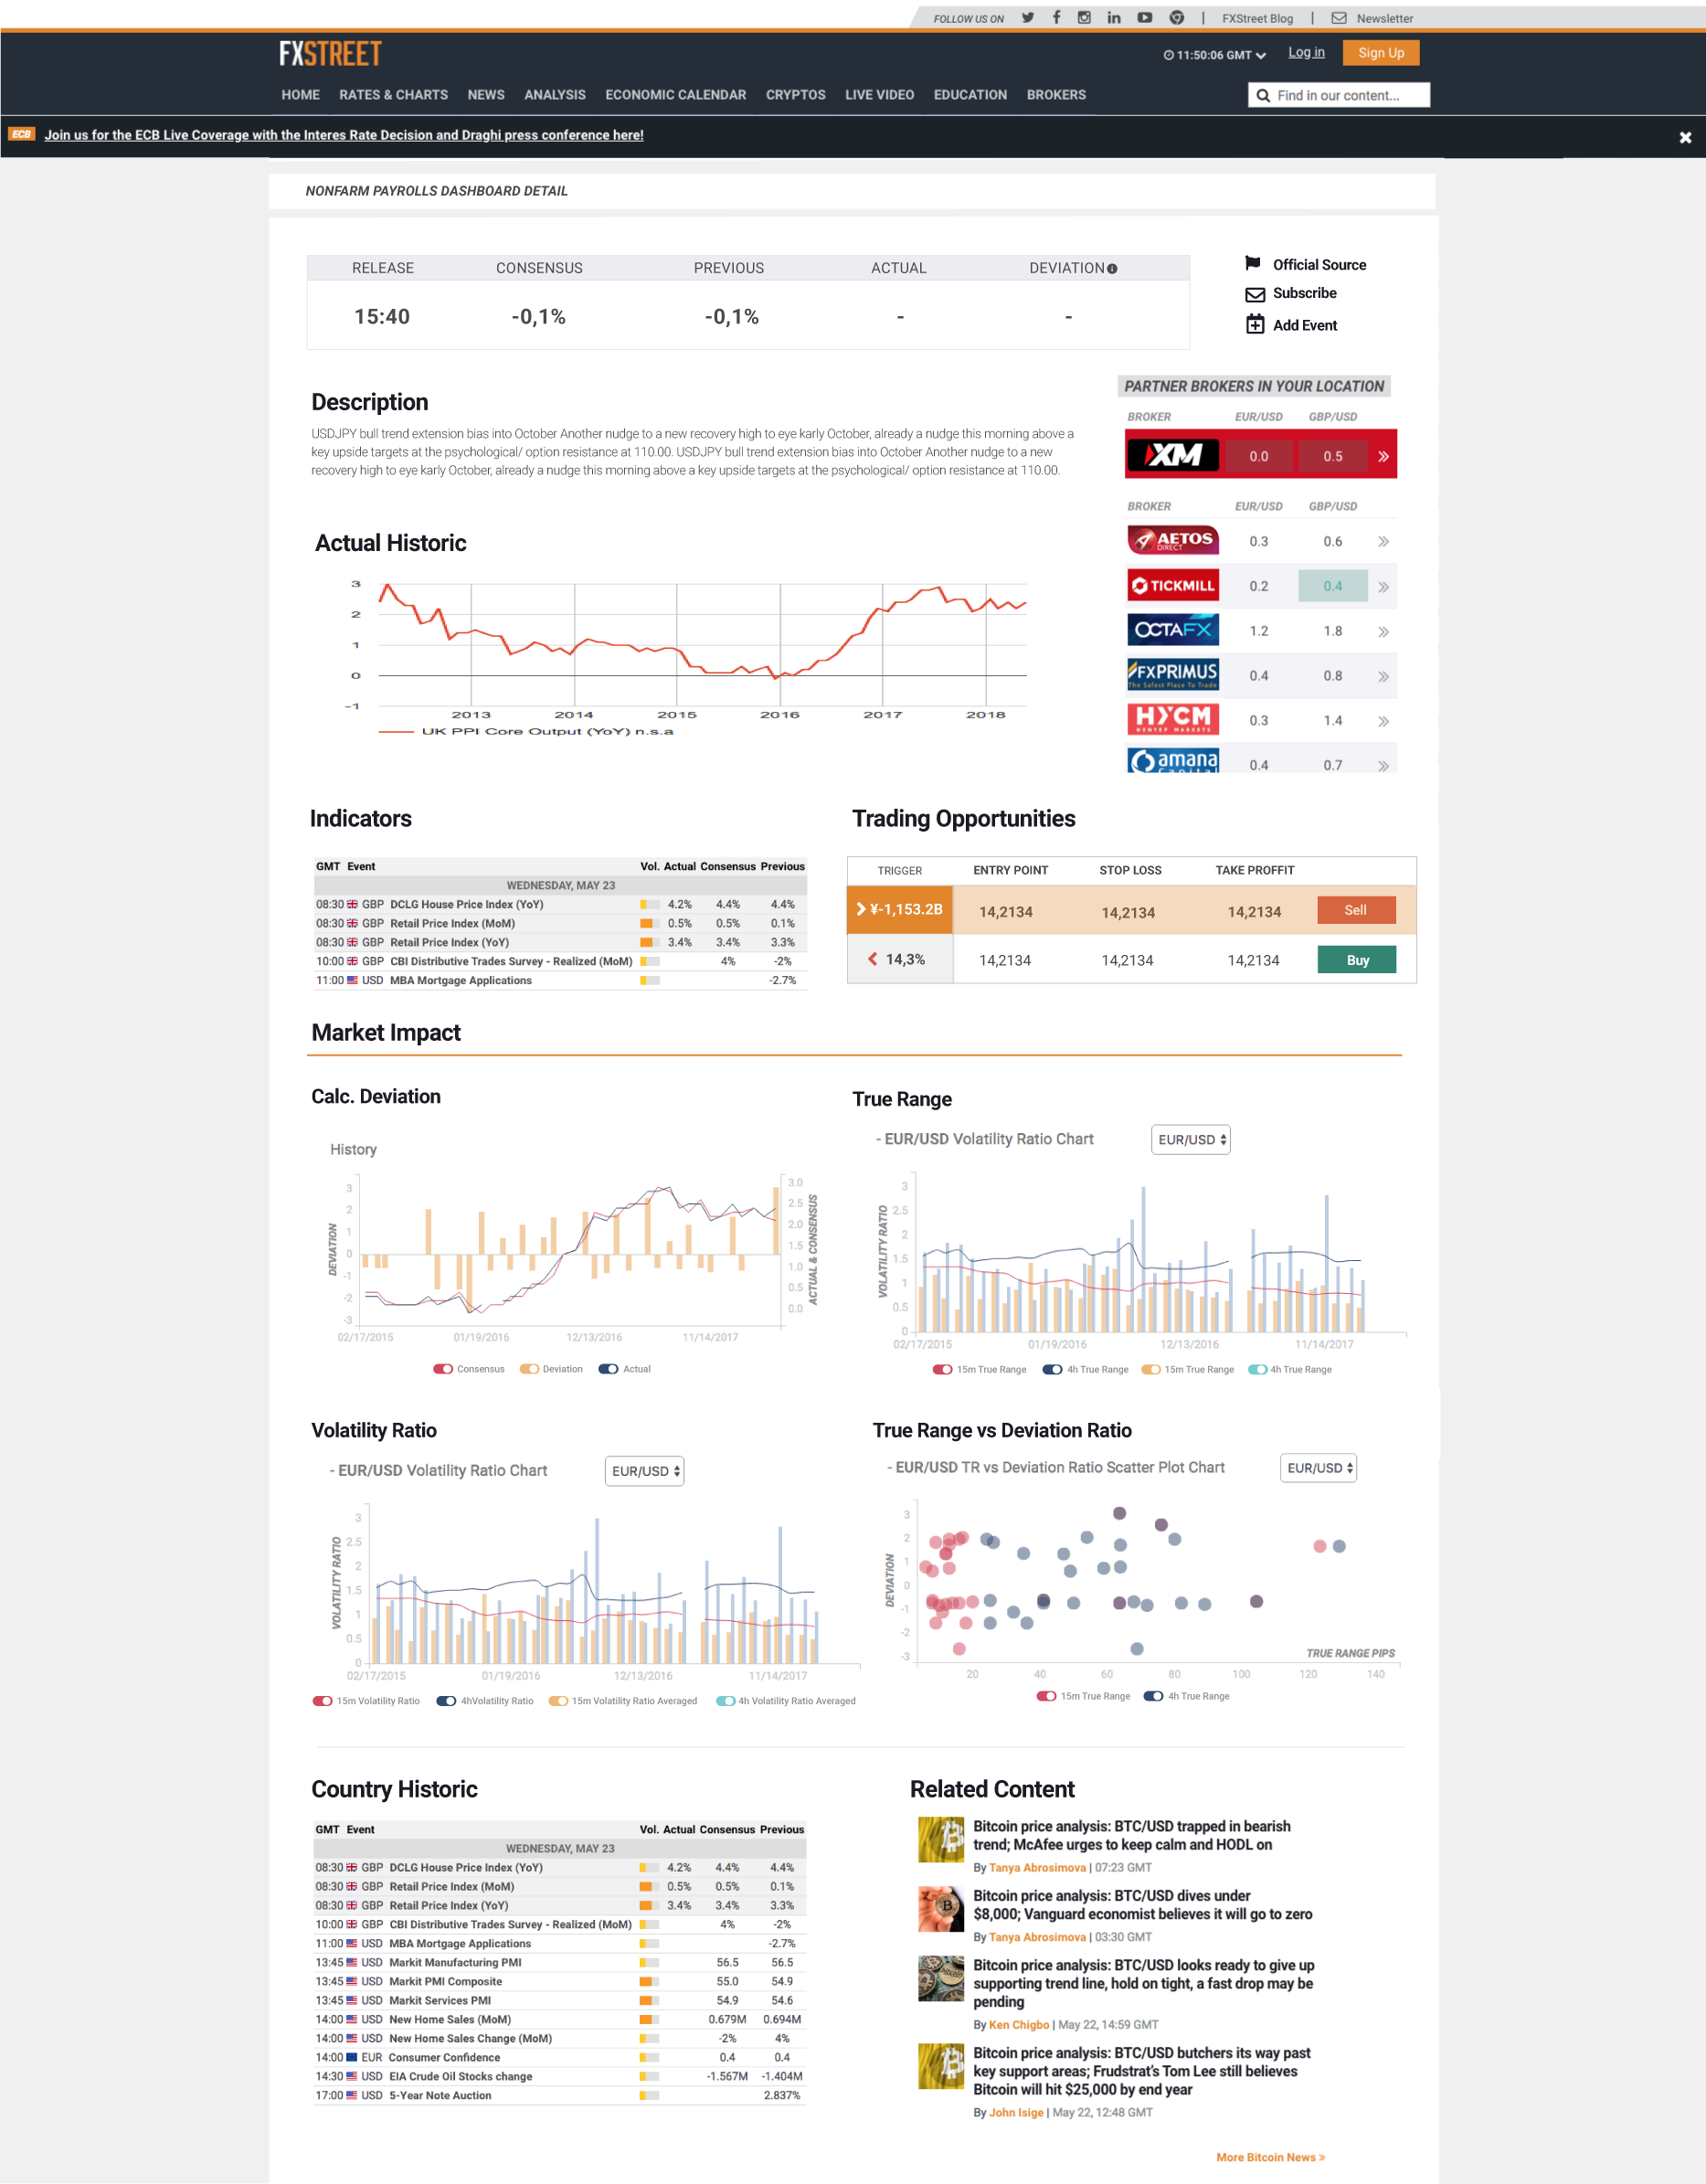 FOLLOW US ON | FXStreet Blog | Newsletter
FXSTREET
11:50:06 GMT Log in Sign Up
HOME RATES & CHARTS NEWS ANALYSIS ECONOMIC CALENDAR CRYPTOS LIVE VIDEO EDUCATION BROKERS Find in our content...
ECB Join us for the ECB Live Coverage with the Interes Rate Decision and Draghi press conference here!
NONFARM PAYROLLS DASHBOARD DETAIL
RELEASE CONSENSUS PREVIOUS ACTUAL DEVIATION
15:40 -0,1% -0,1% - -
Official Source
Subscribe
Add Event
Description
USDJPY bull trend extension bias into October Another nudge to a new recovery high to eye karly October, already a nudge this morning above a
key upside targets at the psychological/ option resistance at 110.00. USDJPY bull trend extension bias into October Another nudge to a new
recovery high to eye karly October, already a nudge this morning above a key upside targets at the psychological/ option resistance at 110.00.
PARTNER BROKERS IN YOUR LOCATION
BROKER EUR/USD GBP/USD
XM 0.0 0.5
BROKER EUR/USD GBP/USD
AETOS DIRECT 0.3 0.6
TICKMILL 0.2 0.4
OCTAFX 1.2 1.8
FXPRIMUS The Safest Place To Trade 0.4 0.8
HYCM HENYEP MARKETS 0.3 1.4
amana capital 0.4 0.7
Actual Historic
3
2
1
0
-1
2013 2014 2015 2016 2017 2018
UK PPI Core Output (YoY) n.s.a
Indicators
GMT Event Vol. Actual Consensus Previous
WEDNESDAY, MAY 23
08:30 GBP DCLG House Price Index (YoY) 4.2% 4.4% 4.4%
08:30 GBP Retail Price Index (MoM) 0.5% 0.5% 0.1%
08:30 GBP Retail Price Index (YoY) 3.4% 3.4% 3.3%
10:00 GBP CBI Distributive Trades Survey - Realized (MoM) 4% -2%
11:00 USD MBA Mortgage Applications -2.7%
Trading Opportunities
TRIGGER ENTRY POINT STOP LOSS TAKE PROFFIT
¥-1,153.2B 14,2134 14,2134 14,2134 Sell
14,3% 14,2134 14,2134 14,2134 Buy
Market Impact
Calc. Deviation
History
DEVIATION
3
2
1
0
-1
-2
-3
3.0
2.5
2.0
1.5
1.0
0.5
0.0
ACTUAL & CONSENSUS
02/17/2015 01/19/2016 12/13/2016 11/14/2017
Consensus Deviation Actual
True Range
- EUR/USD Volatility Ratio Chart EUR/USD
VOLATILITY RATIO
3
2.5
2
1.5
1
0.5
0
02/17/2015 01/19/2016 12/13/2016 11/14/2017
15m True Range 4h True Range 15m True Range 4h True Range
Volatility Ratio
- EUR/USD Volatility Ratio Chart EUR/USD
VOLATILITY RATIO
3
2.5
2
1.5
1
0.5
0
02/17/2015 01/19/2016 12/13/2016 11/14/2017
15m Volatility Ratio 4hVolatility Ratio 15m Volatility Ratio Averaged 4h Volatility Ratio Averaged
True Range vs Deviation Ratio
- EUR/USD TR vs Deviation Ratio Scatter Plot Chart EUR/USD
DEVIATION
3
2
1
0
-1
-2
-3
TRUE RANGE PIPS
20 40 60 80 100 120 140
15m True Range 4h True Range
Country Historic
GMT Event Vol. Actual Consensus Previous
WEDNESDAY, MAY 23
08:30 GBP DCLG House Price Index (YoY) 4.2% 4.4% 4.4%
08:30 GBP Retail Price Index (MoM) 0.5% 0.5% 0.1%
08:30 GBP Retail Price Index (YoY) 3.4% 3.4% 3.3%
10:00 GBP CBI Distributive Trades Survey - Realized (MoM) 4% -2%
11:00 USD MBA Mortgage Applications -2.7%
13:45 USD Markit Manufacturing PMI 56.5 56.5
13:45 USD Markit PMI Composite 55.0 54.9
13:45 USD Markit Services PMI 54.9 54.6
14:00 USD New Home Sales (MoM) 0.679M 0.694M
14:00 USD New Home Sales Change (MoM) -2% 4%
14:00 EUR Consumer Confidence 0.4 0.4
14:30 USD EIA Crude Oil Stocks change -1.567M -1.404M
17:00 USD 5-Year Note Auction 2.837%
Related Content
Bitcoin price analysis: BTC/USD trapped in bearish
trend; McAfee urges to keep calm and HODL on
By Tanya Abrosimova | 07:23 GMT
Bitcoin price analysis: BTC/USD dives under
$8,000; Vanguard economist believes it will go to zero
By Tanya Abrosimova | 03:30 GMT
Bitcoin price analysis: BTC/USD looks ready to give up
supporting trend line, hold on tight, a fast drop may be
pending
By Ken Chigbo | May 22, 14:59 GMT
Bitcoin price analysis: BTC/USD butchers its way past
key support areas; Frudstrat's Tom Lee still believes
Bitcoin will hit $25,000 by end year
By John Isige | May 22, 12:48 GMT
More Bitcoin News »